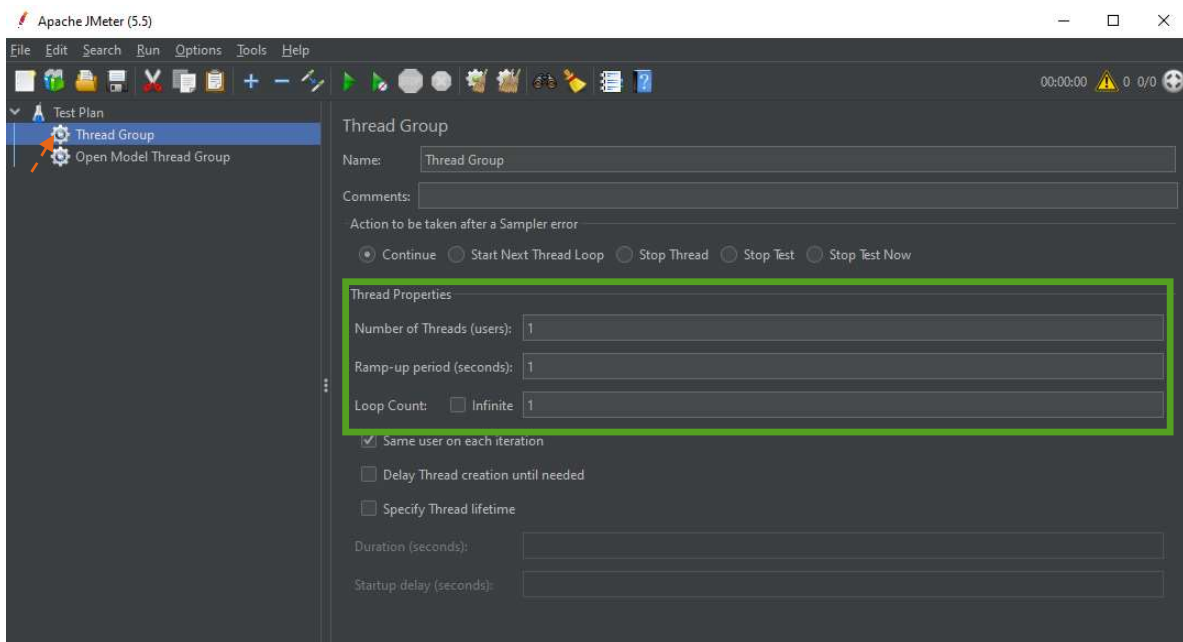 Apache JMeter (5.5)
File Edit Search Run Options Tools Help
00:00:00 0 0/0
Test Plan
Thread Group
Open Model Thread Group
Thread Group
Name: Thread Group
Comments:
Action to be taken after a Sampler error
Continue Start Next Thread Loop Stop Thread Stop Test Stop Test Now
Thread Properties
Number of Threads (users): 1
Ramp-up period (seconds): 1
Loop Count: Infinite 1
Same user on each iteration
Delay Thread creation until needed
Specify Thread lifetime
Duration (seconds):
Startup delay (seconds):